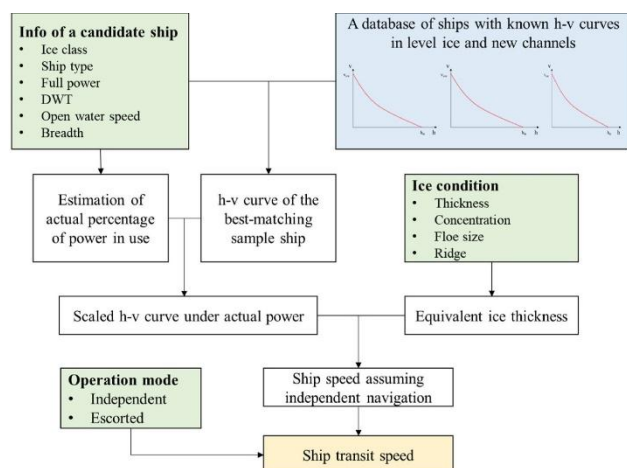 Info of a candidate ship
• Ice class
• Ship type
• Full power
• DWT
• Open water speed
• Breadth
A database of ships with known h-v curves
in level ice and new channels
v
h
v
h
v
h
Estimation of
actual percentage
of power in use
h-v curve of the
best-matching
sample ship
Ice condition
• Thickness
• Concentration
• Floe size
• Ridge
Scaled h-v curve under actual power
Equivalent ice thickness
Operation mode
• Independent
• Escorted
Ship speed assuming
independent navigation
Ship transit speed